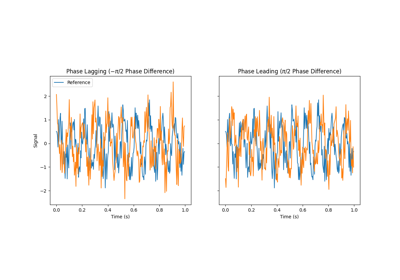 Phase Lagging (−π/2 Phase Difference)
Phase Leading (π/2 Phase Difference)
Reference
Signal
2
1
0
−1
−2
0.0 0.2 0.4 0.6 0.8 1.0
0.0 0.2 0.4 0.6 0.8 1.0
Time (s)
Time (s)